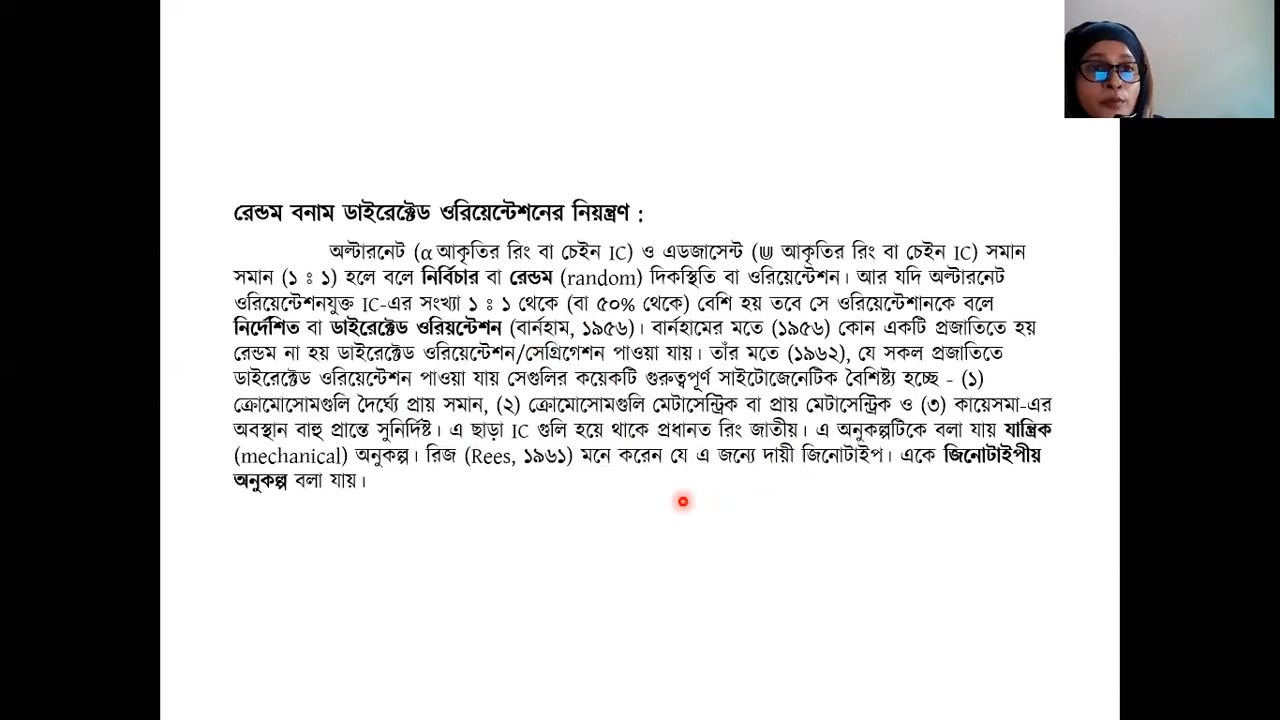 রেন্ডম বনাম ডাইরেক্টেড ওরিয়েন্টেশনের নিয়ন্ত্রণ :
অল্টারনেট (α আকৃতির রিং বা চেইন IC) ও এডজাসেন্ট (ꟺ আকৃতির রিং বা চেইন IC) সমান
সমান (১ ঃ ১) হলে বলে নির্বিচার বা রেন্ডম (random) দিকস্থিতি বা ওরিয়েন্টেশন। আর যদি অল্টারনেট
ওরিয়েন্টেশনযুক্ত IC-এর সংখ্যা ১ ঃ ১ থেকে (বা ৫০% থেকে) বেশি হয় তবে সে ওরিয়েন্টেশানকে বলে
নির্দেশিত বা ডাইরেক্টেড ওরিয়ন্টেশন (বার্নহাম, ১৯৫৬)। বার্নহামের মতে (১৯৫৬) কোন একটি প্রজাতিতে হয়
রেন্ডম না হয় ডাইরেক্টেড ওরিয়েন্টেশন/সেগ্রিগেশন পাওয়া যায়। তাঁর মতে (১৯৬২), যে সকল প্রজাতিতে
ডাইরেক্টেড ওরিয়েন্টেশন পাওয়া যায় সেগুলির কয়েকটি গুরুত্বপূর্ণ সাইটোজেনেটিক বৈশিষ্ট্য হচ্ছে - (১)
ক্রোমোসোমগুলি দৈর্ঘ্যে প্রায় সমান, (২) ক্রোমোসোমগুলি মেটাসেন্ট্রিক বা প্রায় মেটাসেন্ট্রিক ও (৩) কায়েসমা-এর
অবস্থান বাহু প্রান্তে সুনির্দিষ্ট। এ ছাড়া IC গুলি হয়ে থাকে প্রধানত রিং জাতীয়। এ অনুকল্পটিকে বলা যায় যান্ত্রিক
(mechanical) অনুকল্প। রিজ (Rees, ১৯৬১) মনে করেন যে এ জন্যে দায়ী জিনোটাইপ। একে জিনোটাইপীয়
অনুকল্প বলা যায়।